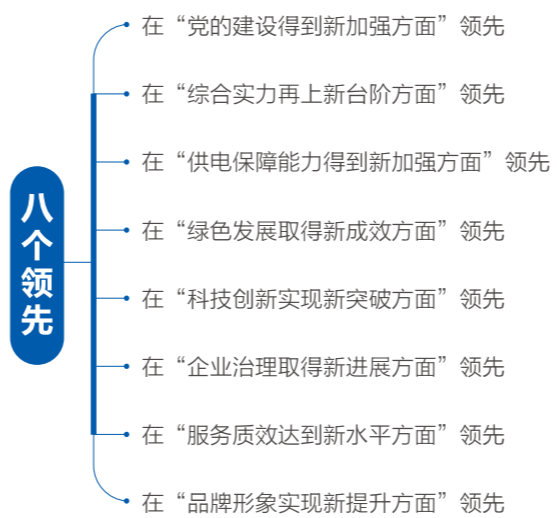 八个领先
在“党的建设得到新加强方面”领先
在“综合实力再上新台阶方面”领先
在“供电保障能力得到新加强方面”领先
在“绿色发展取得新成效方面”领先
在“科技创新实现新突破方面”领先
在“企业治理取得新进展方面”领先
在“服务质效达到新水平方面”领先
在“品牌形象实现新提升方面”领先